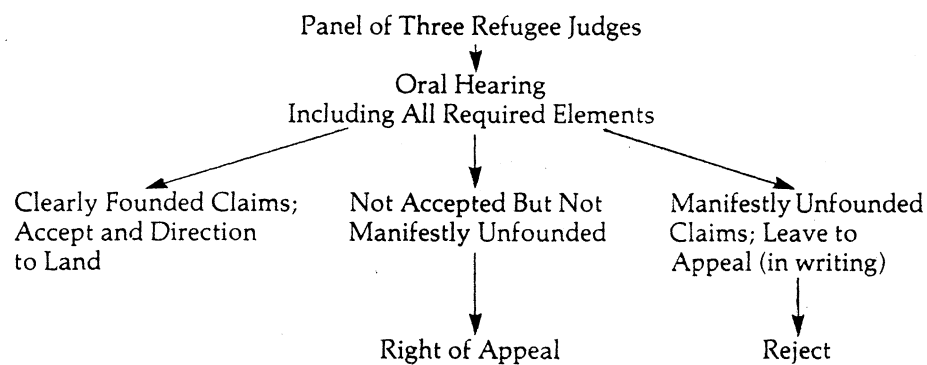 Panel of Three Refugee Judges
Oral Hearing
Including All Required Elements
Clearly Founded Claims;
Accept and Direction
to Land
Not Accepted But Not
Manifestly Unfounded
Manifestly Unfounded
Claims; Leave to
Appeal (in writing)
Right of Appeal
Reject